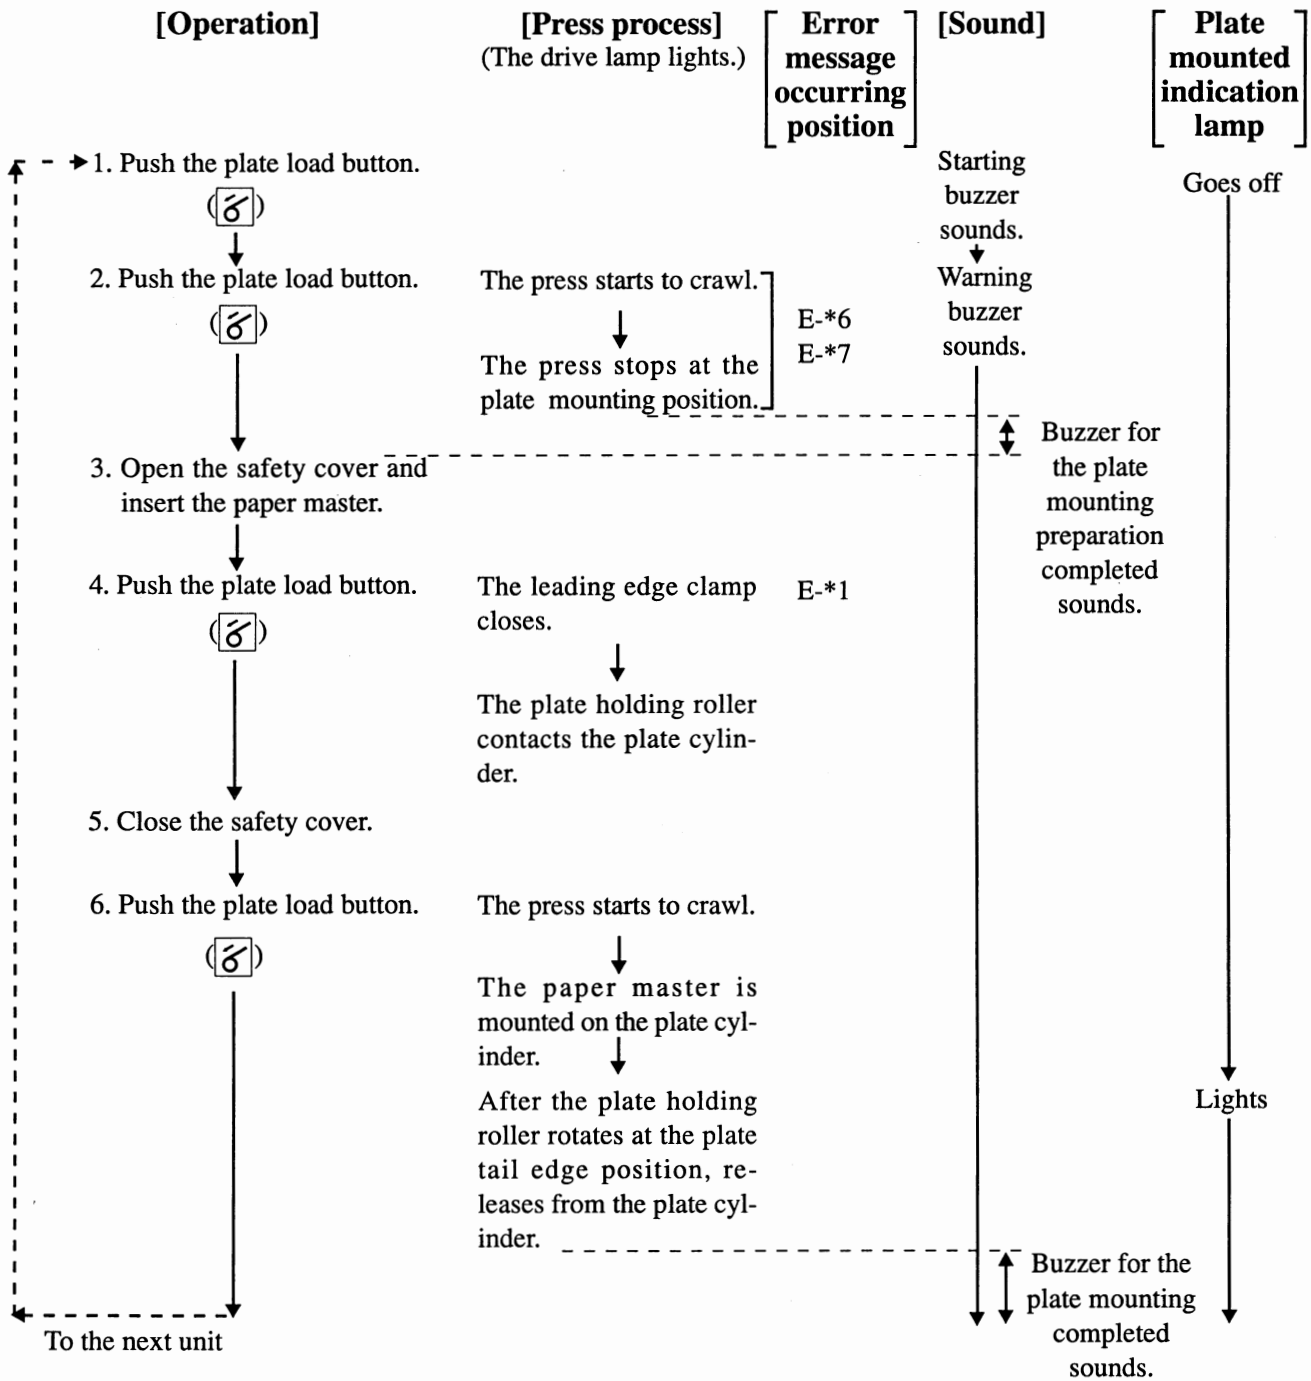 [Operation]
[Press process]
(The drive lamp lights.)
[Error
message
occurring
position]
[Sound]
[Plate
mounted
indication
lamp]
1. Push the plate load button.
Starting
buzzer
sounds.
Goes off
2. Push the plate load button.
The press starts to crawl.
The press stops at the
plate mounting position.
E-*6
E-*7
Warning
buzzer
sounds.
Buzzer for
the plate
mounting
preparation
completed
sounds.
3. Open the safety cover and
insert the paper master.
4. Push the plate load button.
The leading edge clamp
closes.
E-*1
The plate holding roller
contacts the plate cylin-
der.
5. Close the safety cover.
6. Push the plate load button.
The press starts to crawl.
The paper master is
mounted on the plate cyl-
inder.
After the plate holding
roller rotates at the plate
tail edge position, re-
leases from the plate cyl-
inder.
Lights
Buzzer for the
plate mounting
completed
sounds.
To the next unit